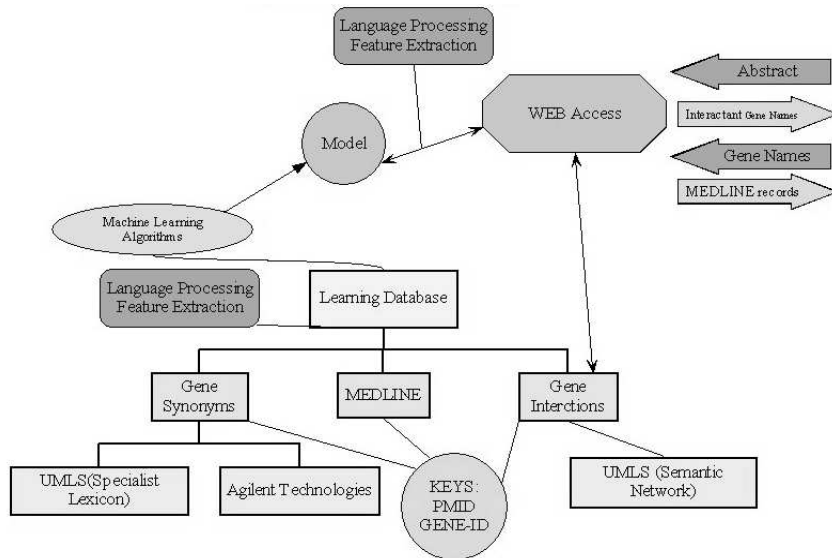 Language Processing
Feature Extraction
WEB Access
Abstract
Interactant Gene Names
Gene Names
MEDLINE records
Model
Machine Learning
Algorithms
Language Processing
Feature Extraction
Learning Database
Gene
Synonyms
MEDLINE
Gene
Interctions
UMLS(Specialist
Lexicon)
Agilent Technologies
KEYS:
PMID
GENE-ID
UMLS (Semantic
Network)